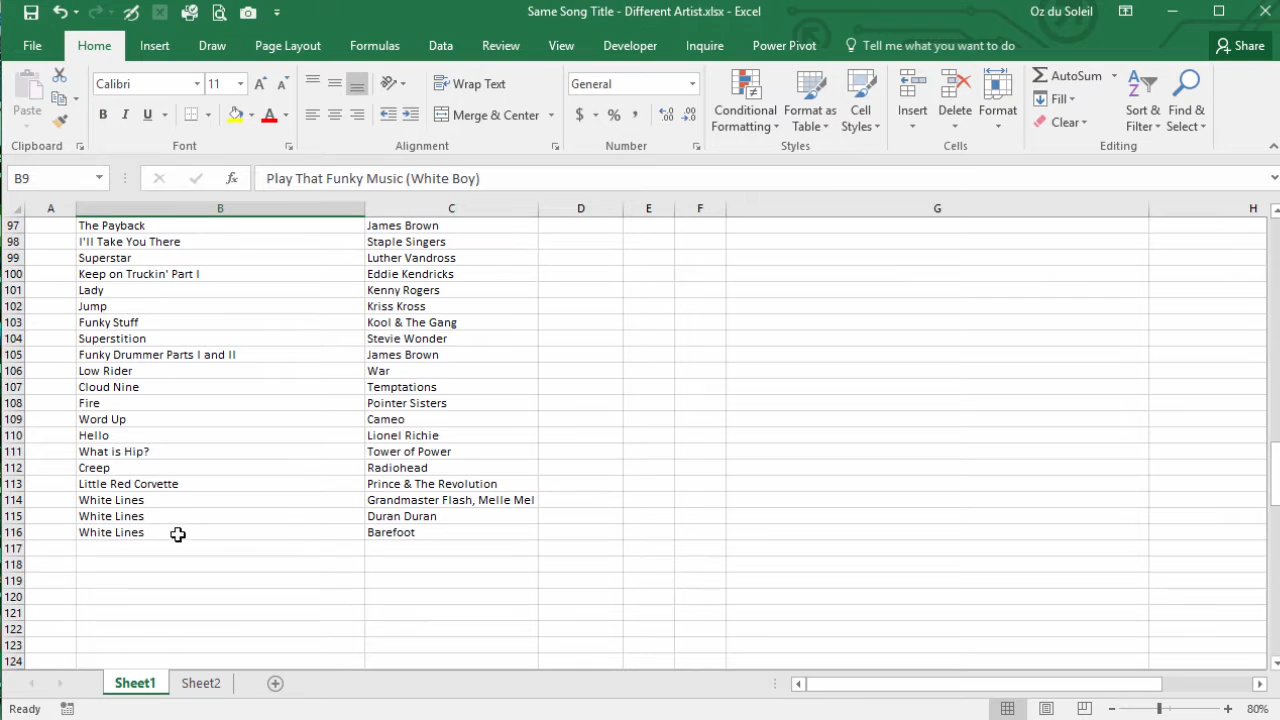 Same Song Title - Different Artist.xlsx - Excel
Oz du Soleil
File Home Insert Draw Page Layout Formulas Data Review View Developer Inquire Power Pivot Tell me what you want to do Share
Paste
Clipboard
Calibri 11
B I U
Font
Wrap Text
Merge & Center
Alignment
General
$ % ,
Number
Conditional Formatting
Format as Table
Cell Styles
Styles
Insert Delete Format
Cells
AutoSum
Fill
Clear
Sort & Filter
Find & Select
Editing
B9 fx Play That Funky Music (White Boy)
A B C D E F G H
97 The Payback James Brown
98 I'll Take You There Staple Singers
99 Superstar Luther Vandross
100 Keep on Truckin' Part I Eddie Kendricks
101 Lady Kenny Rogers
102 Jump Kriss Kross
103 Funky Stuff Kool & The Gang
104 Superstition Stevie Wonder
105 Funky Drummer Parts I and II James Brown
106 Low Rider War
107 Cloud Nine Temptations
108 Fire Pointer Sisters
109 Word Up Cameo
110 Hello Lionel Richie
111 What is Hip? Tower of Power
112 Creep Radiohead
113 Little Red Corvette Prince & The Revolution
114 White Lines Grandmaster Flash, Melle Mel
115 White Lines Duran Duran
116 White Lines Barefoot
117
118
119
120
121
122
123
124
Sheet1 Sheet2
Ready 80%